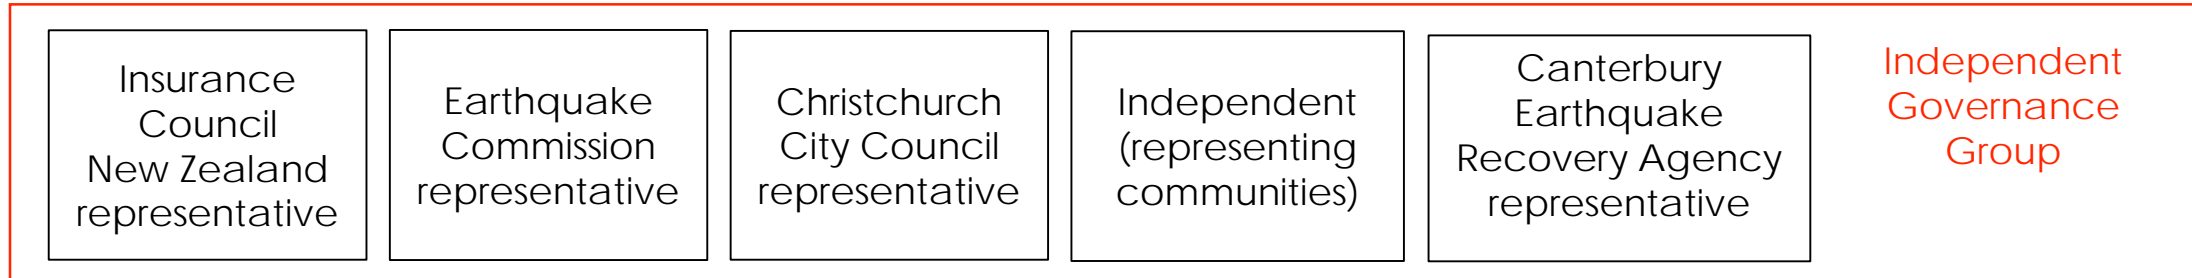 Insurance
Council
New Zealand
representative
Earthquake
Commission
representative
Christchurch
City Council
representative
Independent
(representing
communities)
Canterbury
Earthquake
Recovery Agency
representative
Independent
Governance
Group